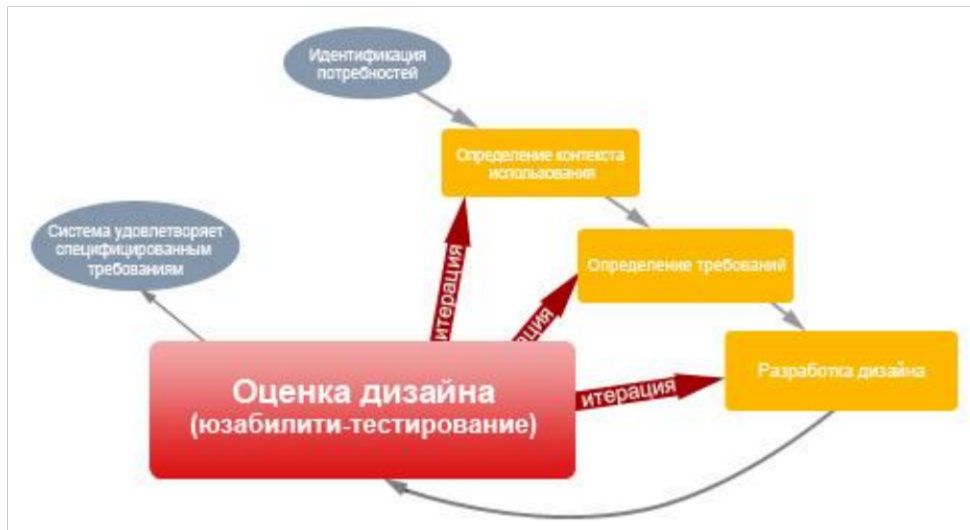 Идентификация
потребностей
Определение контекста
использования
Система удовлетворяет
специфицированным
требованиям
итерация
ация
Определение требований
итерация
Разработка дизайна
Оценка дизайна
(юзабилити-тестирование)